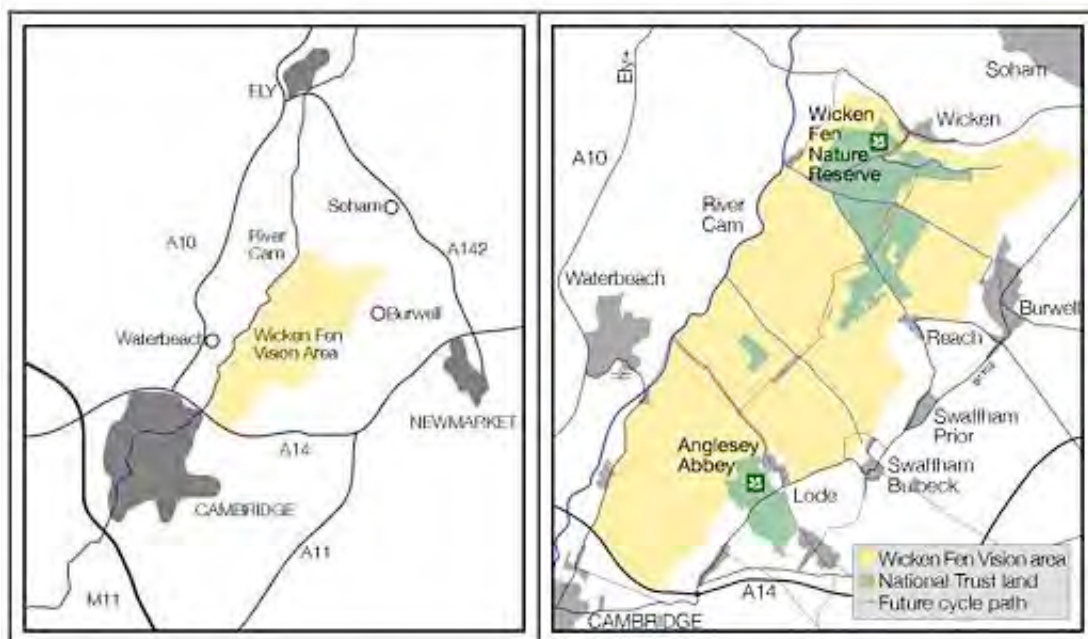 ELY
Soham
A10
River
Cam
A142
Burwell
Waterbeach
Wicken Fen
Vision Area
NEWMARKET
A14
CAMBRIDGE
A11
M11
Ely
Soham
Wicken
Fen
Nature
Reserve
Wicken
A10
River
Cam
Waterbeach
Burwell
Reach
Swaffham
Prior
Anglesey
Abbey
Swaffham
Bulbeck
Lode
Wicken Fen Vision area
National Trust land
Future cycle path
A14
CAMBRIDGE